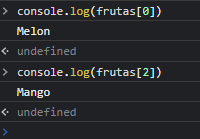 > console.log(frutas[0])
Melon
< undefined
> console.log(frutas[2])
Mango
< undefined
>